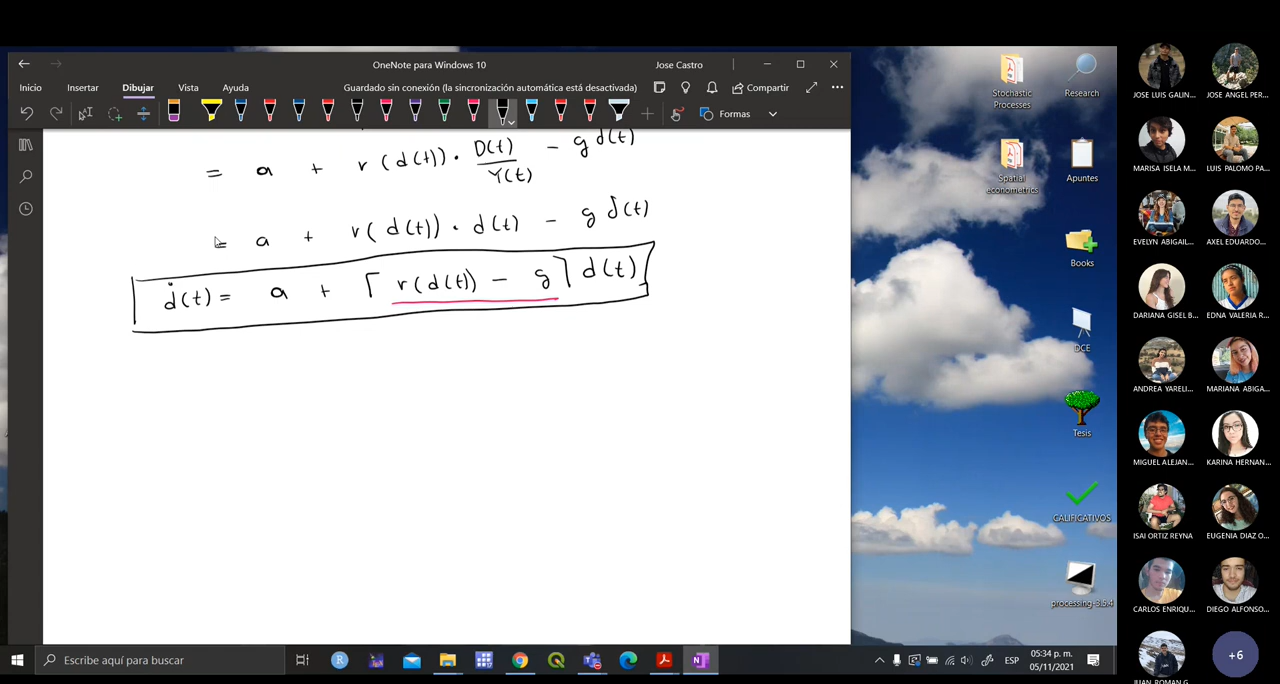 OneNote para Windows 10
Jose Castro
Inicio Insertar Dibujar Vista Ayuda
Guardado sin conexión (la sincronización automática está desactivada)
Compartir
Formas
= a + r(d(t)) · D(t)/Y(t) - g d(t)
= a + r(d(t)) · d(t) - g d(t)
ḋ(t) = a + [ r(d(t)) - g ] d(t)
Stochastic Processes
Research
Spatial econometrics
Apuntes
Books
DCE
Tesis
CALIFICATIVOS
processing-3.5.4
JOSE LUIS GALIN...
JOSE ANGEL PER...
MARISA ISELA M...
LUIS PALOMO PA...
EVELYN ABIGAIL...
AXEL EDUARDO...
DARIANA GISEL B...
EDNA VALERIA R...
ANDREA YARELI...
MARIANA ABIGA...
MIGUEL ALEJAN...
KARINA HERNAN...
ISAI ORTIZ REYNA
EUGENIA DIAZ O...
CARLOS ENRIQU...
DIEGO ALFONSO...
JUAN ROMAN G...
+6
Escribe aquí para buscar
ESP
05:34 p. m.
05/11/2021